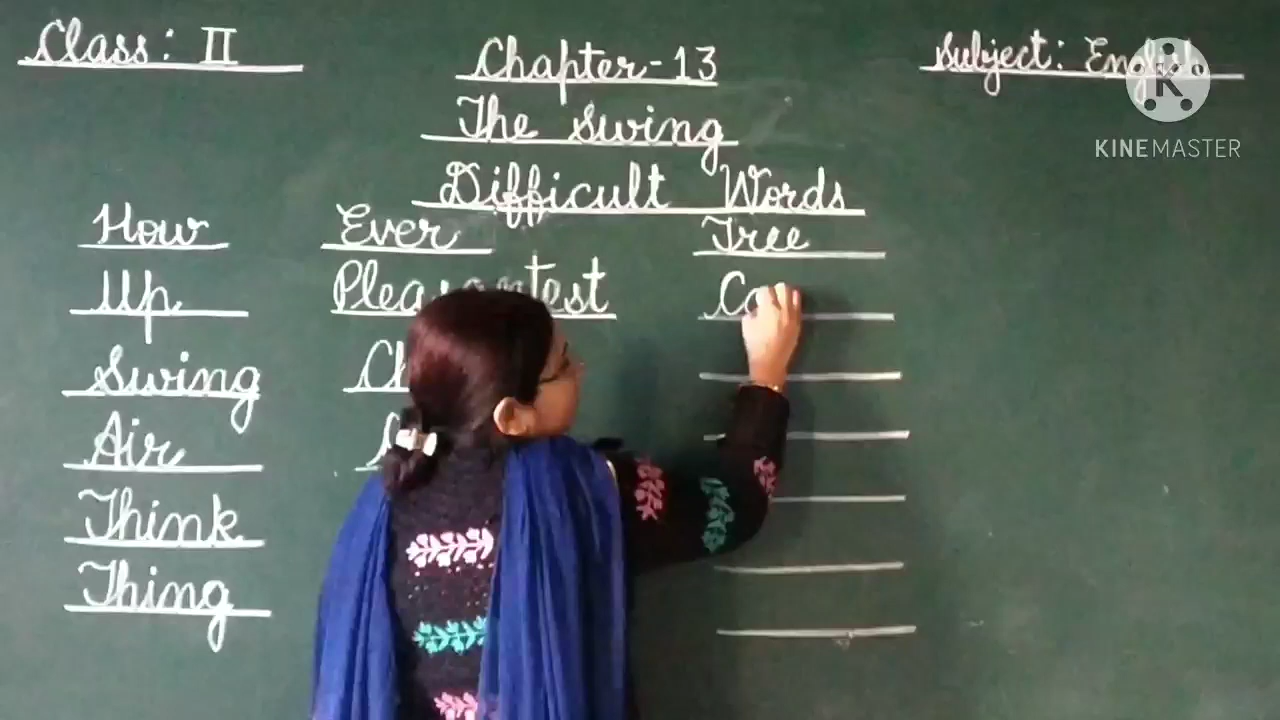 Class: II
Chapter-13
Subject: English
The Swing
Difficult Words
How Ever Tree
Up Pleasantest
Swing
Air
Think
Thing
KINEMASTER